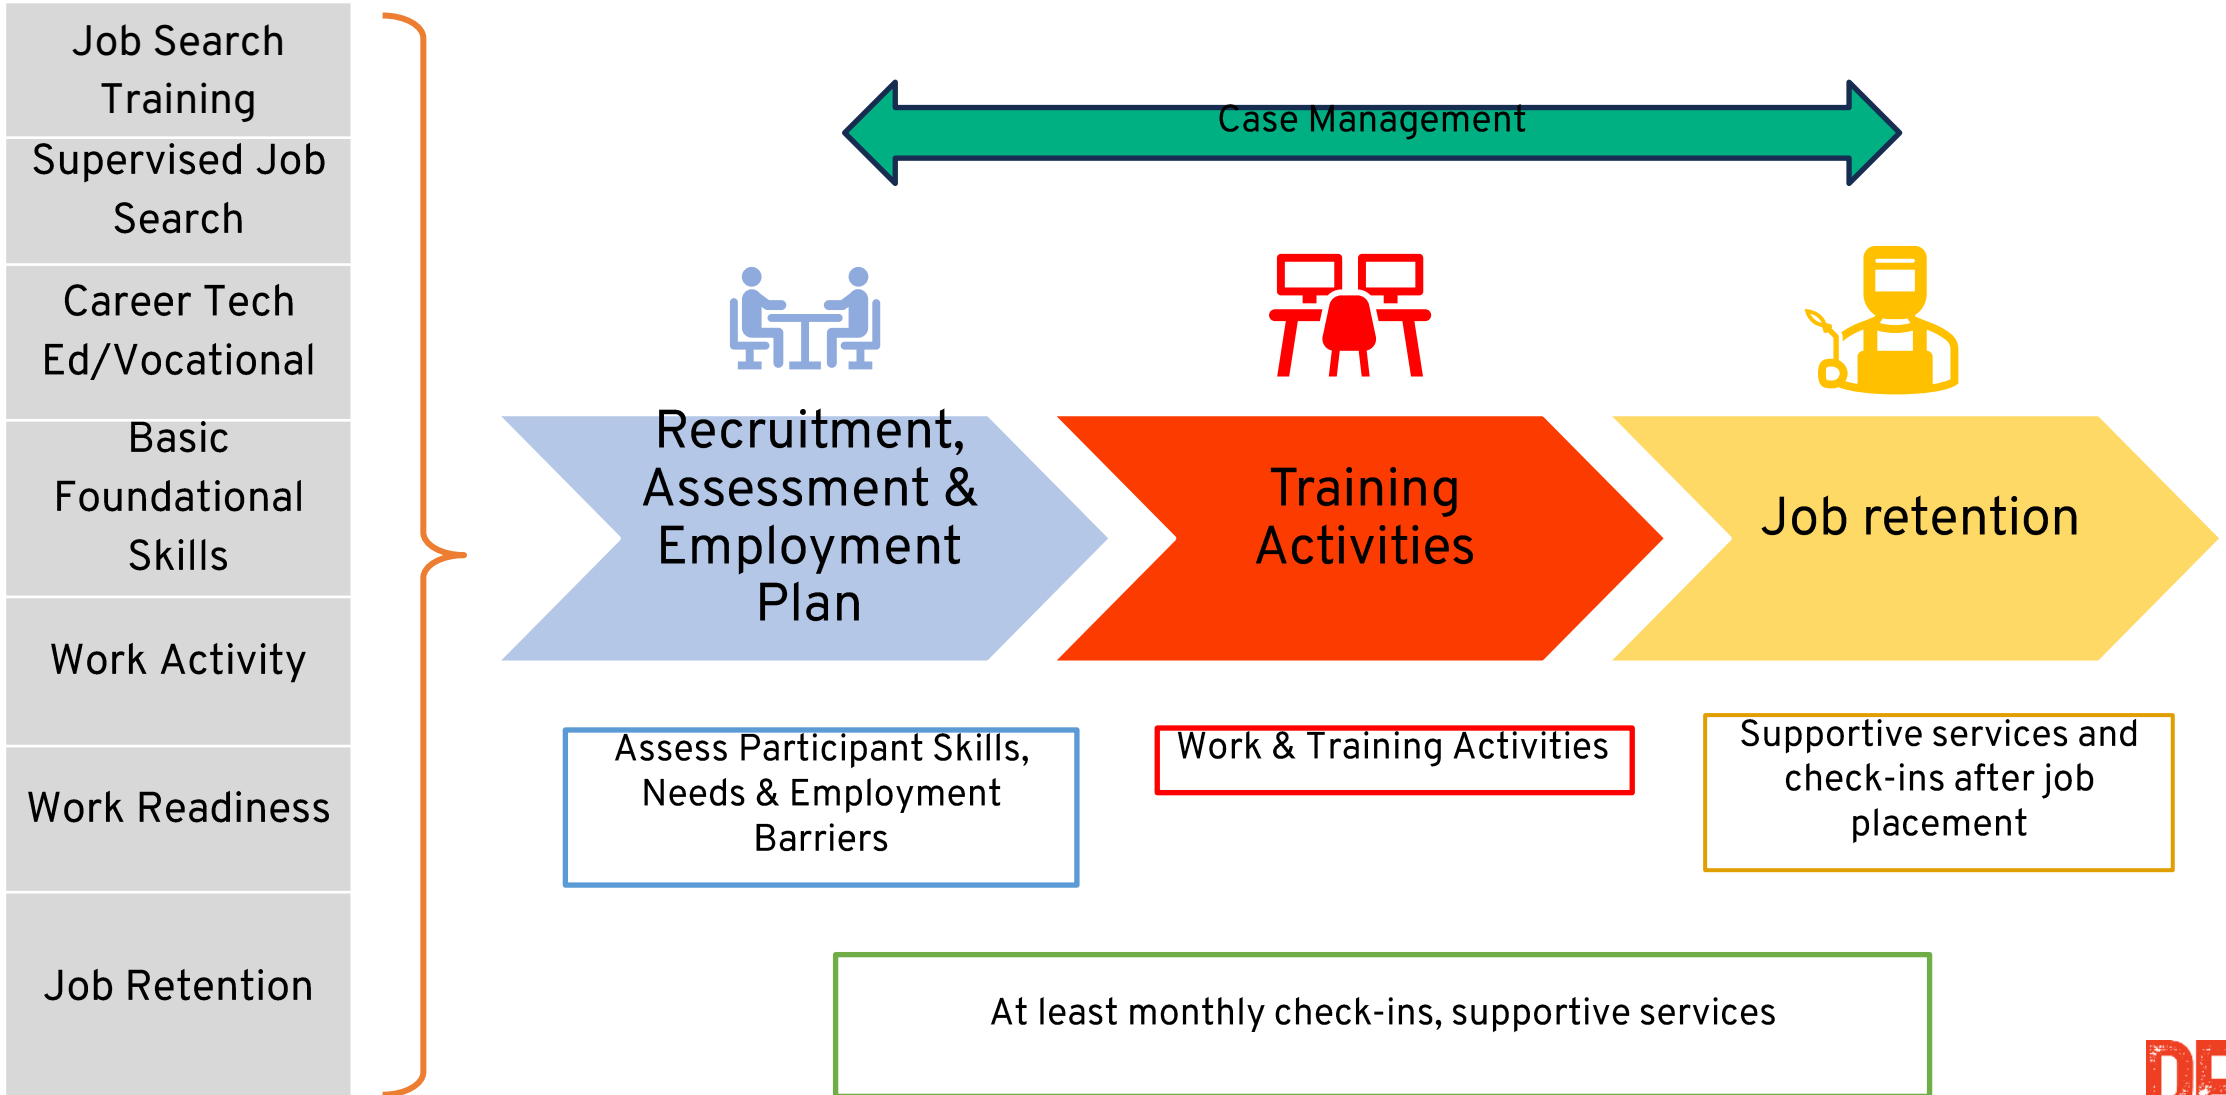 Job Search
Training
Supervised Job
Search
Career Tech
Ed/Vocational
Basic
Foundational
Skills
Work Activity
Work Readiness
Job Retention
Case Management
Recruitment,
Assessment &
Employment
Plan
Training
Activities
Job retention
Assess Participant Skills,
Needs & Employment
Barriers
Work & Training Activities
Supportive services and
check-ins after job
placement
At least monthly check-ins, supportive services